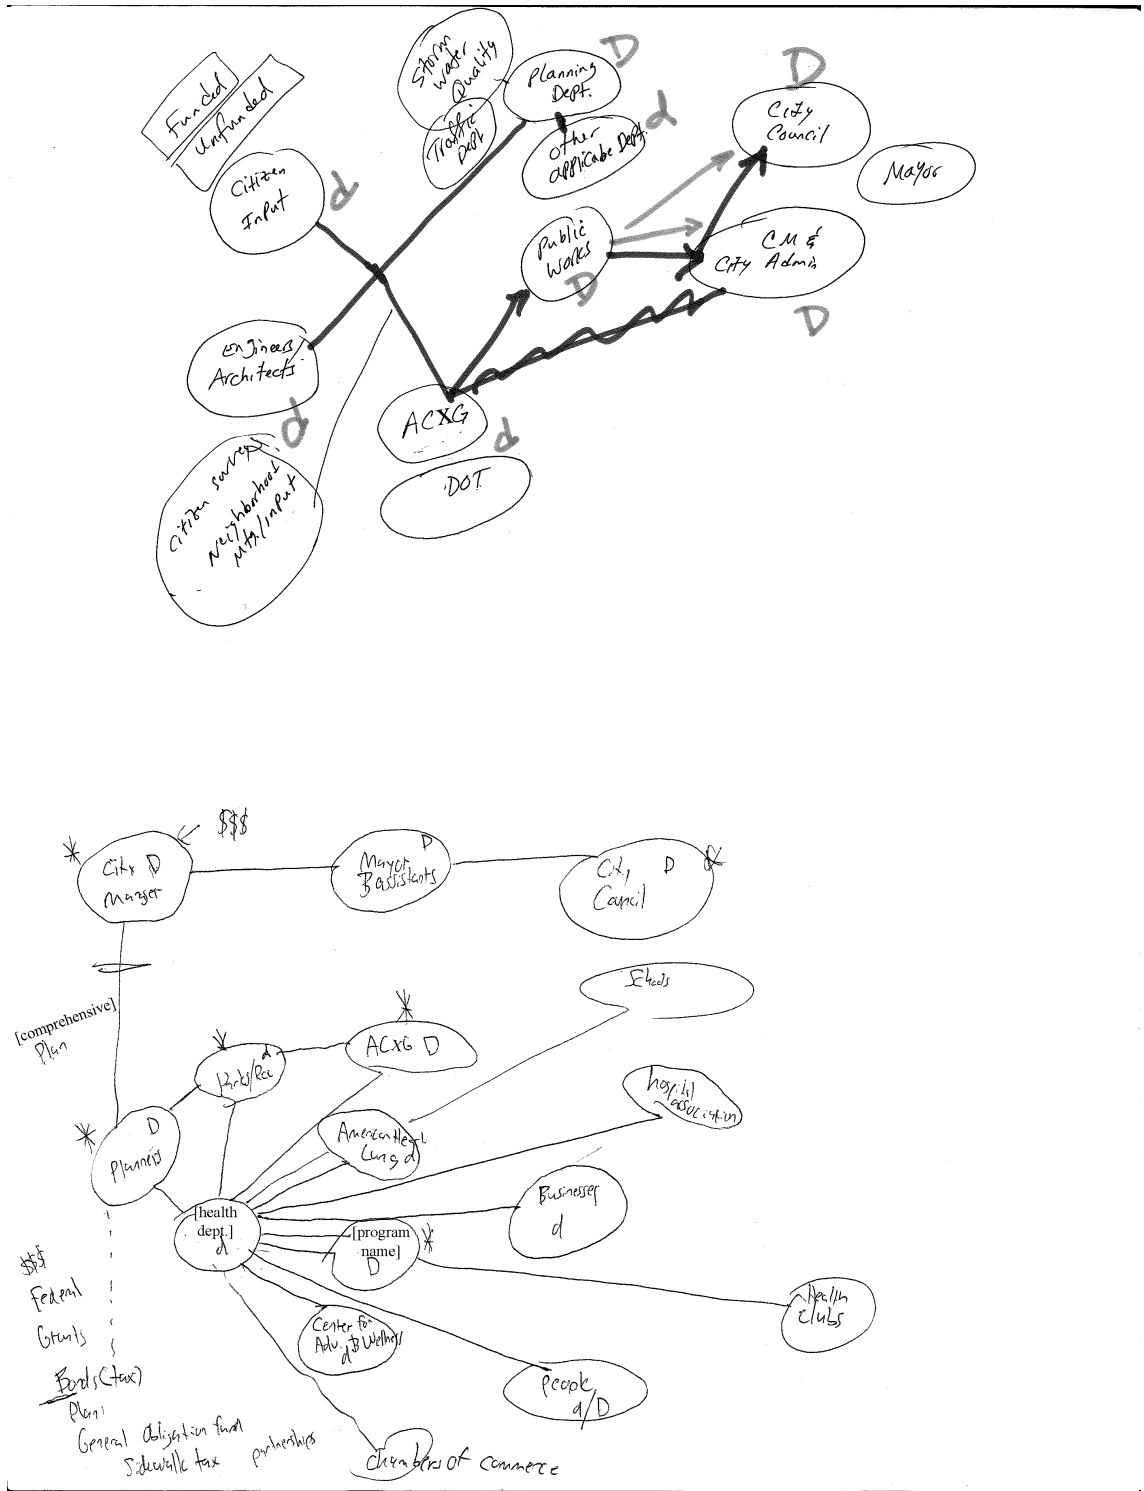 Funded
Unfunded
Citizen
Input
d
Storm
Water
Quality
Traffic
Dept
Planning
Dept.
D
other
applicabe Dept.
d
D
City
Council
Mayor
Public
Works
D
CM &
City Admin
D
Engineers
Architects
d
ACXG
d
DOT
Citizen surveys
Neighborhood
Mtg/input
$$$
City D
Manager
D
Mayor
& assistants
City D
Council
Schools
[comprehensive]
Plan
Parks/Rec
d
ACXG D
hospital
association
D
Planners
American Heart
Lung d
[health
dept.]
d
Businesses
d
[program
name]
D
$$$
Federal
Grants
Bonds (tax)
Plan:
General Obligation fund
Sidewalk tax
partnerships
Center for
Adv. & Wellness
d
Health
Clubs
people
d/D
Chambers of commerce